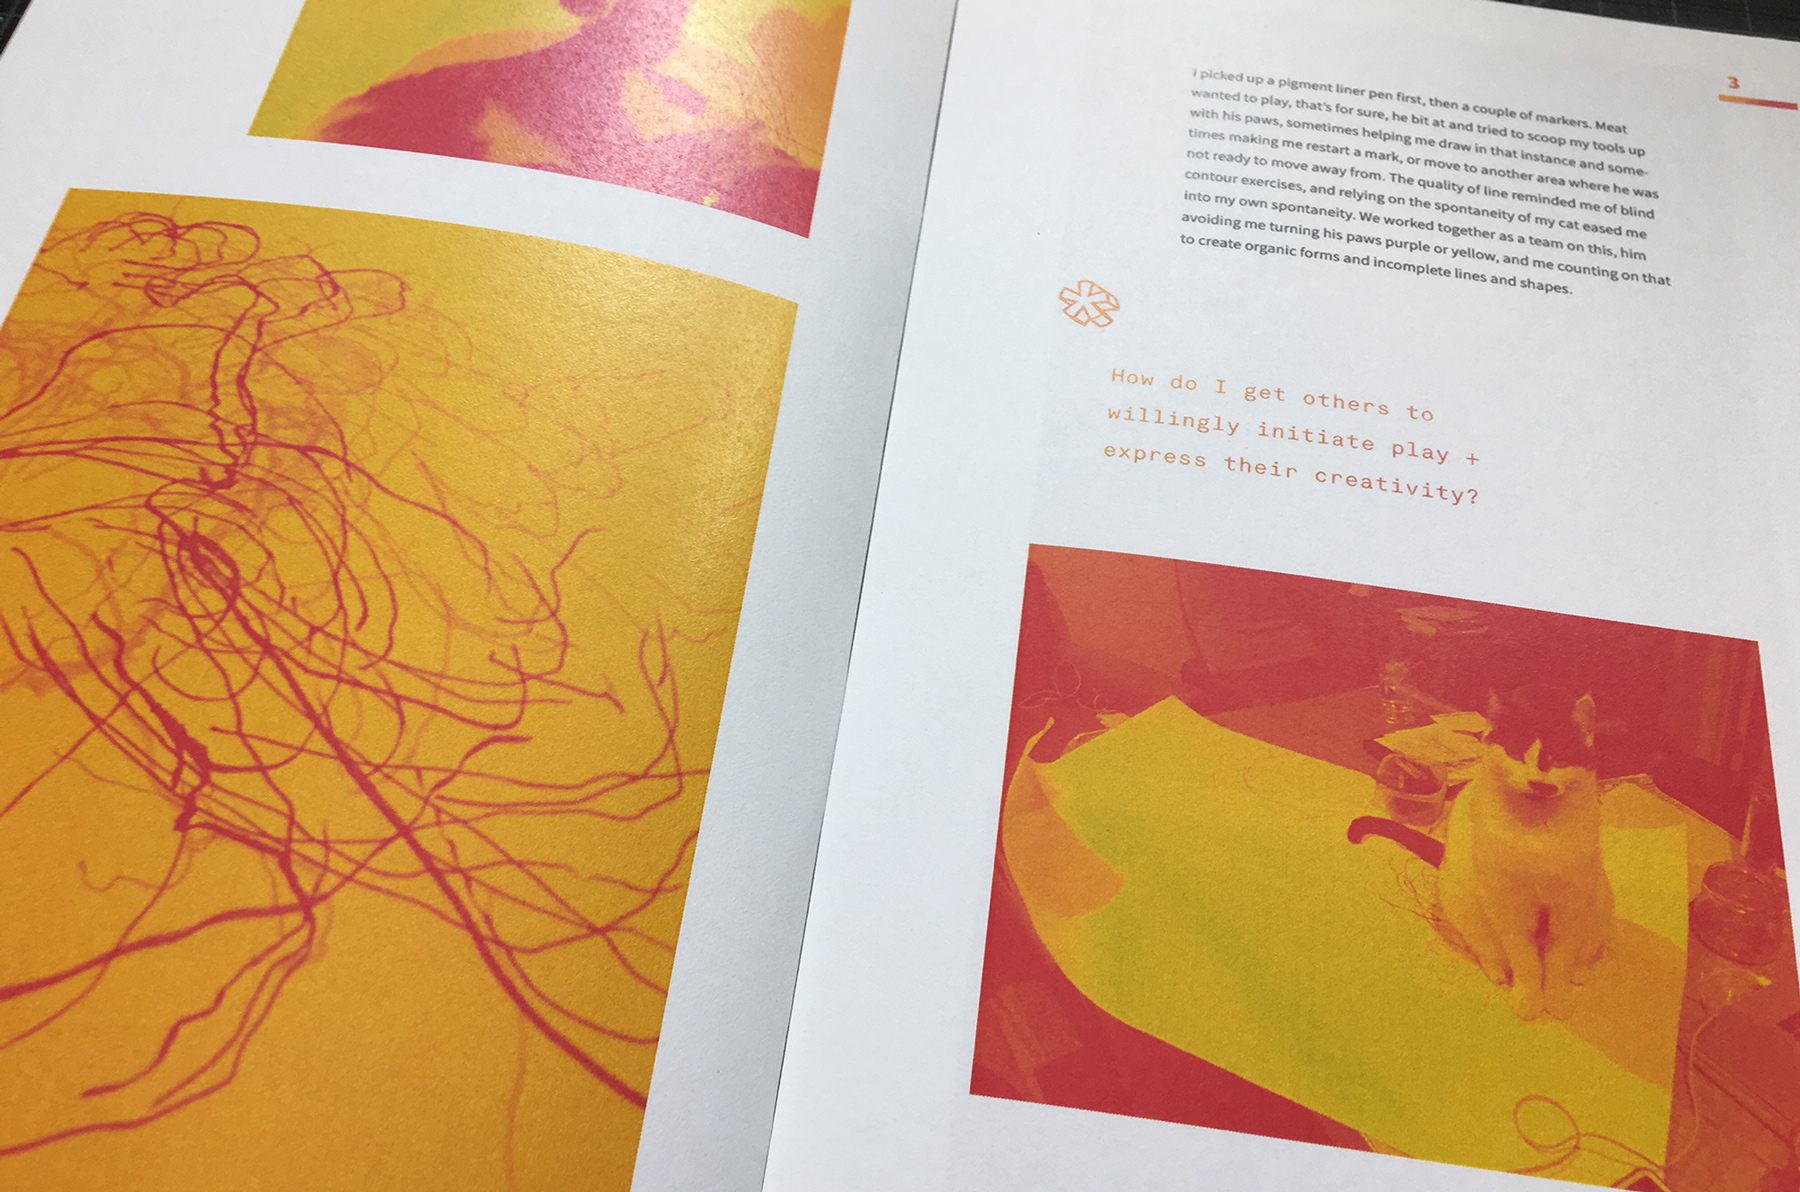 3
I picked up a pigment liner pen first, then a couple of markers. Meat
wanted to play, that's for sure, he bit at and tried to scoop my tools up
with his paws, sometimes helping me draw in that instance and some-
times making me restart a mark, or move to another area where he was
not ready to move away from. The quality of line reminded me of blind
contour exercises, and relying on the spontaneity of my cat eased me
into my own spontaneity. We worked together as a team on this, him
avoiding me turning his paws purple or yellow, and me counting on that
to create organic forms and incomplete lines and shapes.
How do I get others to
willingly initiate play +
express their creativity?